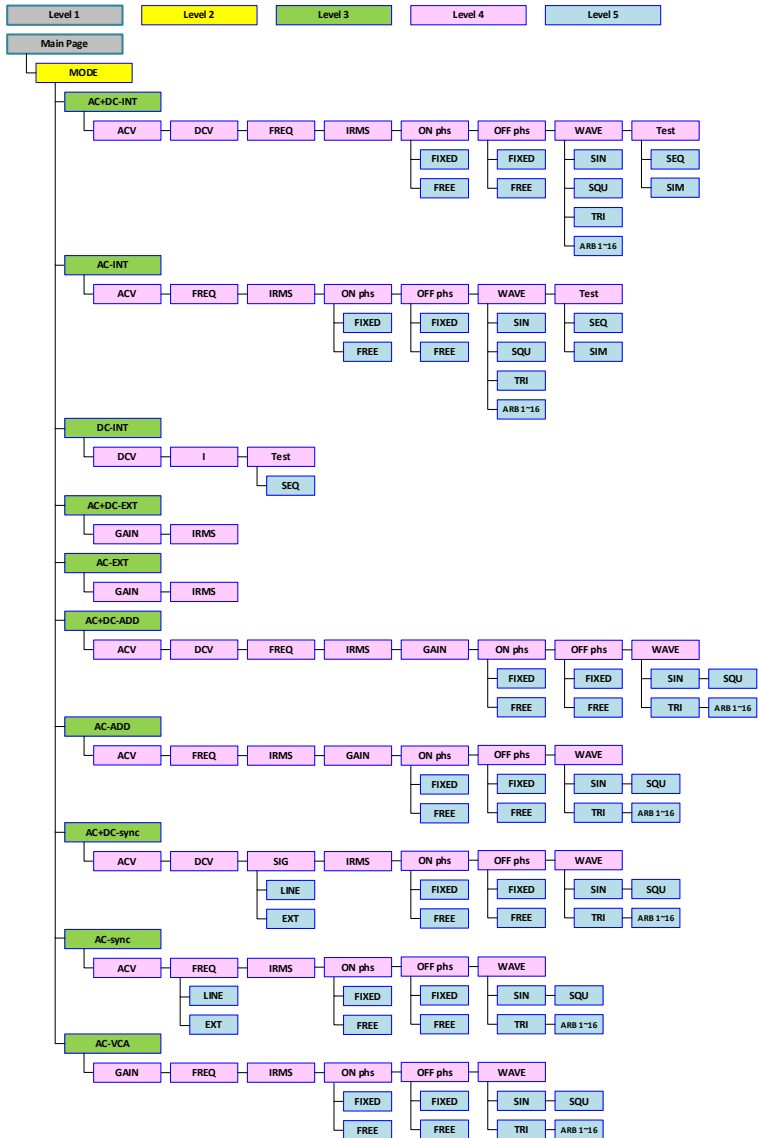 Level 1 Level 2 Level 3 Level 4 Level 5
Main Page
MODE
AC+DC-INT
ACV DCV FREQ IRMS ON phs OFF phs WAVE Test
FIXED FIXED SIN SEQ
FREE FREE SQU SIM
TRI
ARB 1~16
AC-INT
ACV FREQ IRMS ON phs OFF phs WAVE Test
FIXED FIXED SIN SEQ
FREE FREE SQU SIM
TRI
ARB 1~16
DC-INT
DCV I Test
SEQ
AC+DC-EXT
GAIN IRMS
AC-EXT
GAIN IRMS
AC+DC-ADD
ACV DCV FREQ IRMS GAIN ON phs OFF phs WAVE
FIXED FIXED SIN SQU
FREE FREE TRI ARB 1~16
AC-ADD
ACV FREQ IRMS GAIN ON phs OFF phs WAVE
FIXED FIXED SIN SQU
FREE FREE TRI ARB 1~16
AC+DC-sync
ACV DCV SIG IRMS ON phs OFF phs WAVE
LINE FIXED FIXED SIN SQU
EXT FREE FREE TRI ARB 1~16
AC-sync
ACV FREQ IRMS ON phs OFF phs WAVE
LINE FIXED FIXED SIN SQU
EXT FREE FREE TRI ARB 1~16
AC-VCA
GAIN FREQ IRMS ON phs OFF phs WAVE
FIXED FIXED SIN SQU
FREE FREE TRI ARB 1~16